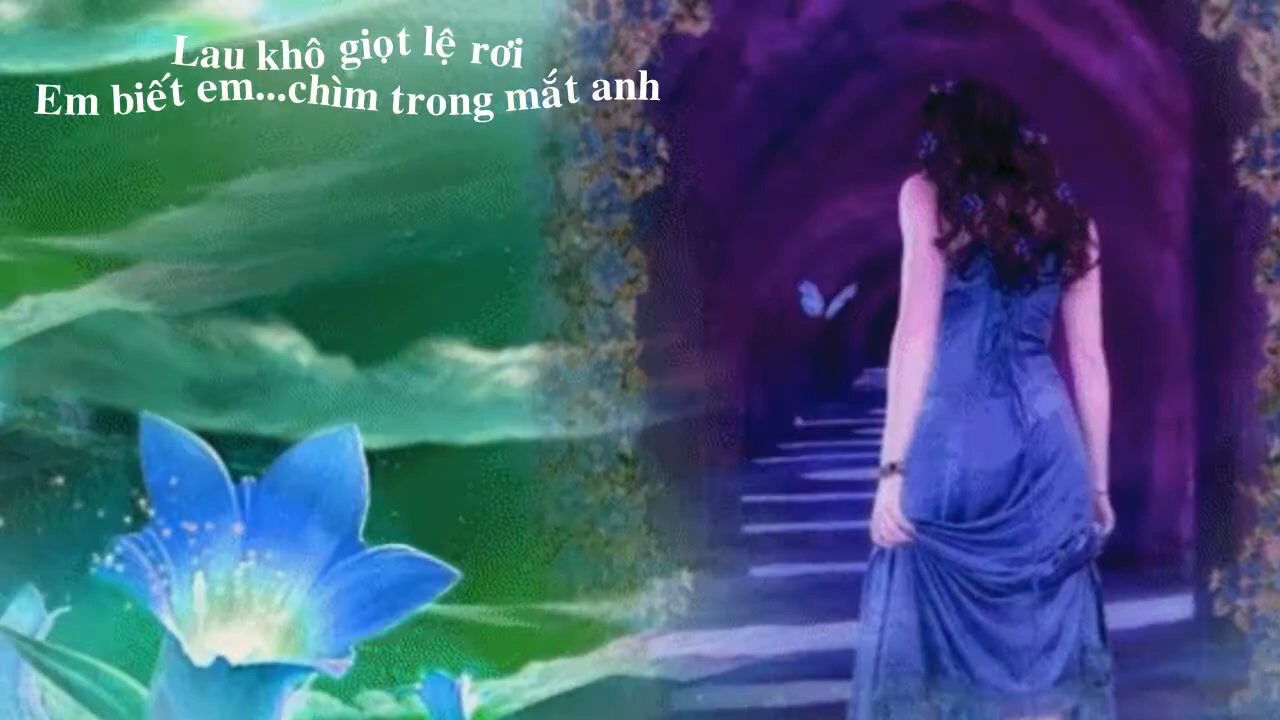 Lau khô giọt lệ rơi
Em biết em...chìm trong mắt anh